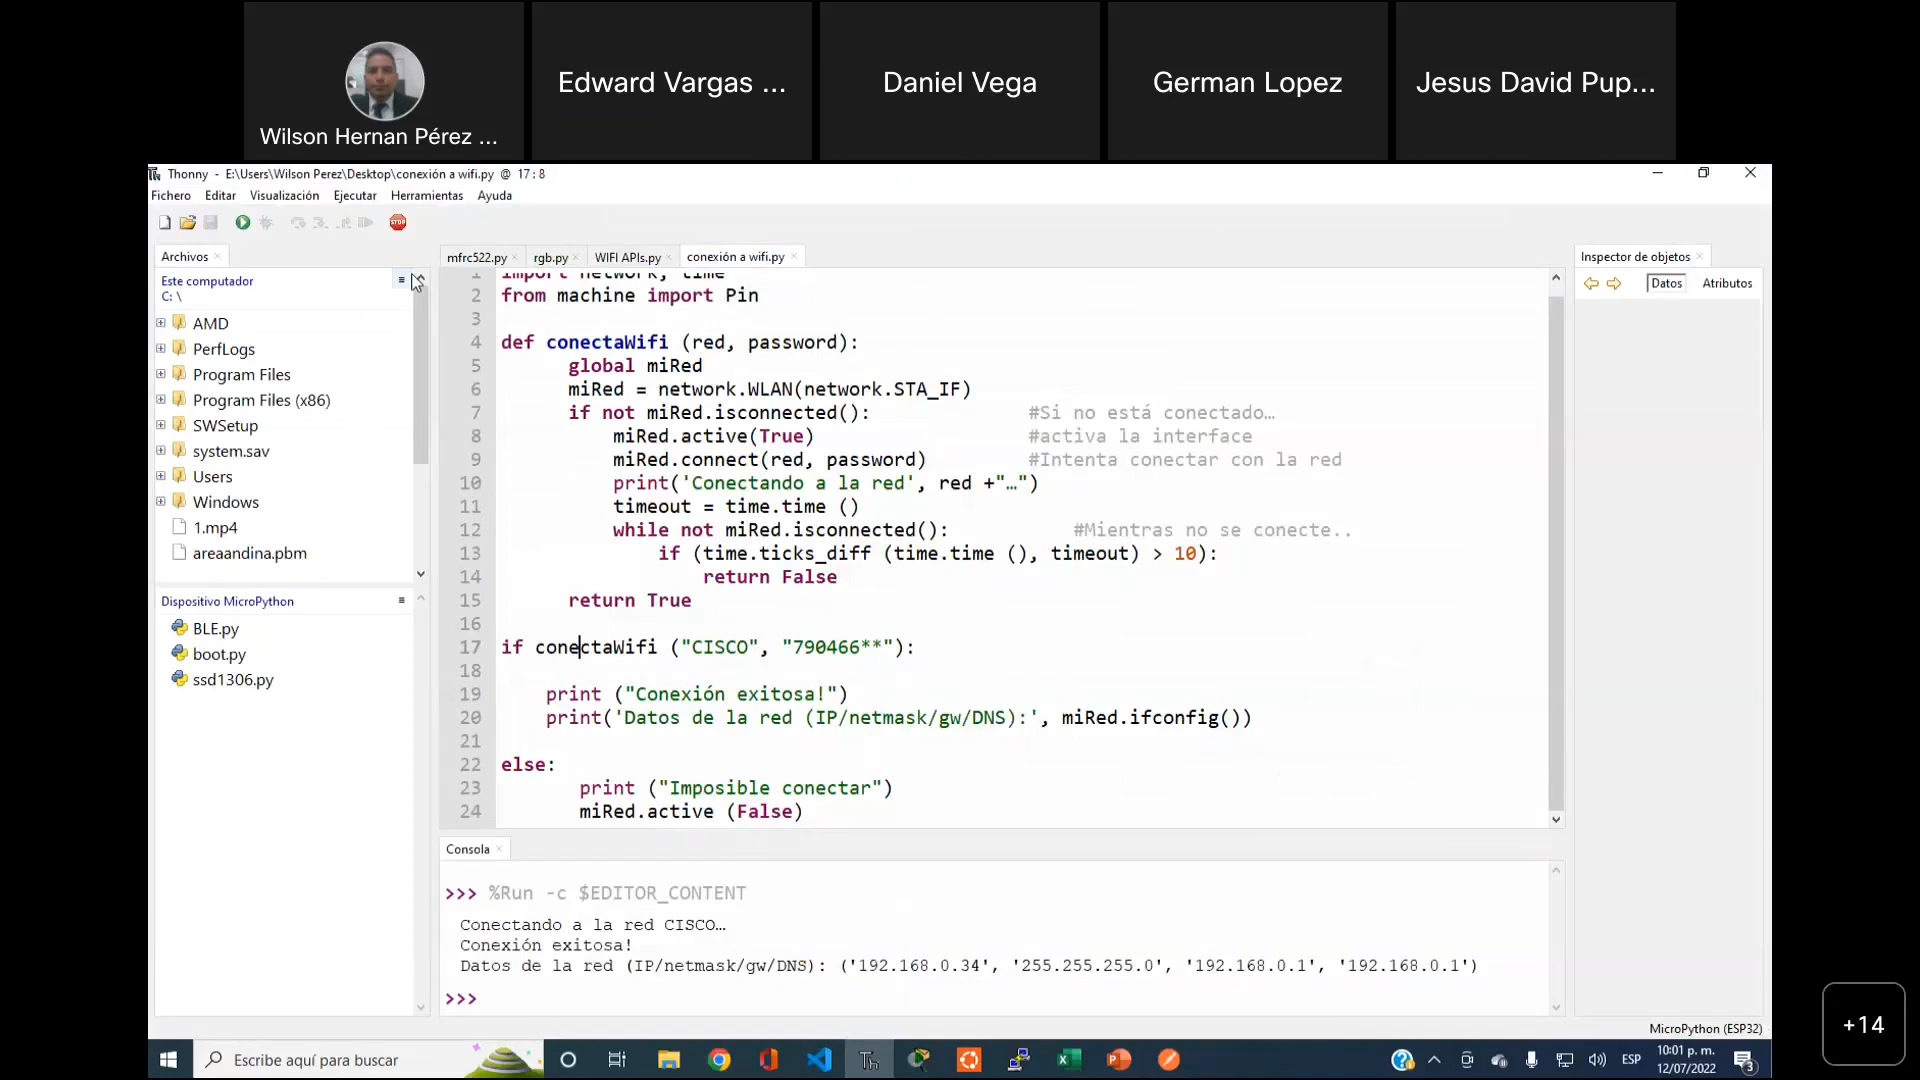 Wilson Hernan Pérez ...
Edward Vargas ...
Daniel Vega
German Lopez
Jesus David Pup...
Thonny - E:\Users\Wilson Perez\Desktop\conexión a wifi.py @ 17:8
Fichero Editar Visualización Ejecutar Herramientas Ayuda
STOP
Archivos
Este computador
C:\
AMD
PerfLogs
Program Files
Program Files (x86)
SWSetup
system.sav
Users
Windows
1.mp4
areaandina.pbm
Dispositivo MicroPython
BLE.py
boot.py
ssd1306.py
mfrc522.py rgb.py WIFI APIs.py conexión a wifi.py
1 import network, time
2 from machine import Pin
3
4 def conectaWifi (red, password):
5 global miRed
6 miRed = network.WLAN(network.STA_IF)
7 if not miRed.isconnected(): #Si no está conectado…
8 miRed.active(True) #activa la interface
9 miRed.connect(red, password) #Intenta conectar con la red
10 print('Conectando a la red', red +"…")
11 timeout = time.time ()
12 while not miRed.isconnected(): #Mientras no se conecte..
13 if (time.ticks_diff (time.time (), timeout) > 10):
14 return False
15 return True
16
17 if conectaWifi ("CISCO", "790466**"):
18
19 print ("Conexión exitosa!")
20 print('Datos de la red (IP/netmask/gw/DNS):', miRed.ifconfig())
21
22 else:
23 print ("Imposible conectar")
24 miRed.active (False)
Consola
>>> %Run -c $EDITOR_CONTENT
Conectando a la red CISCO…
Conexión exitosa!
Datos de la red (IP/netmask/gw/DNS): ('192.168.0.34', '255.255.255.0', '192.168.0.1', '192.168.0.1')
>>>
Inspector de objetos
Datos Atributos
MicroPython (ESP32)
+14
Escribe aquí para buscar
ESP
10:01 p. m.
12/07/2022
3